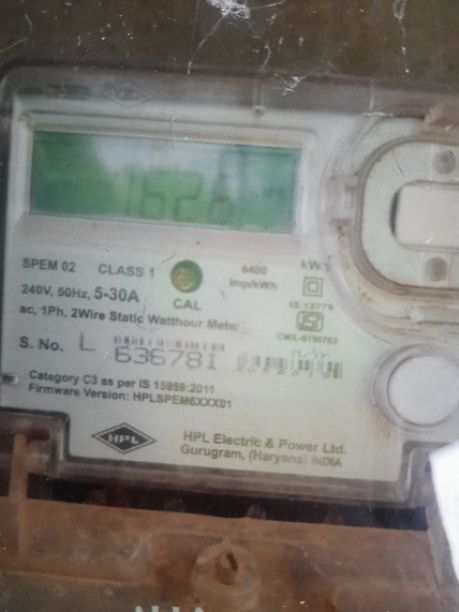 SPEM 02 CLASS 1 6400 kWh
240V, 50Hz, 5-30A CAL imp/kWh
IS:13779
ac, 1Ph, 2Wire Static Watthour Meter
CM/L-0190783
S. No. L 636781
Category C3 as per IS 15959:2011
Firmware Version: HPLSPEM6XXX01
HPL HPL Electric & Power Ltd.
Gurugram, (Haryana) INDIA